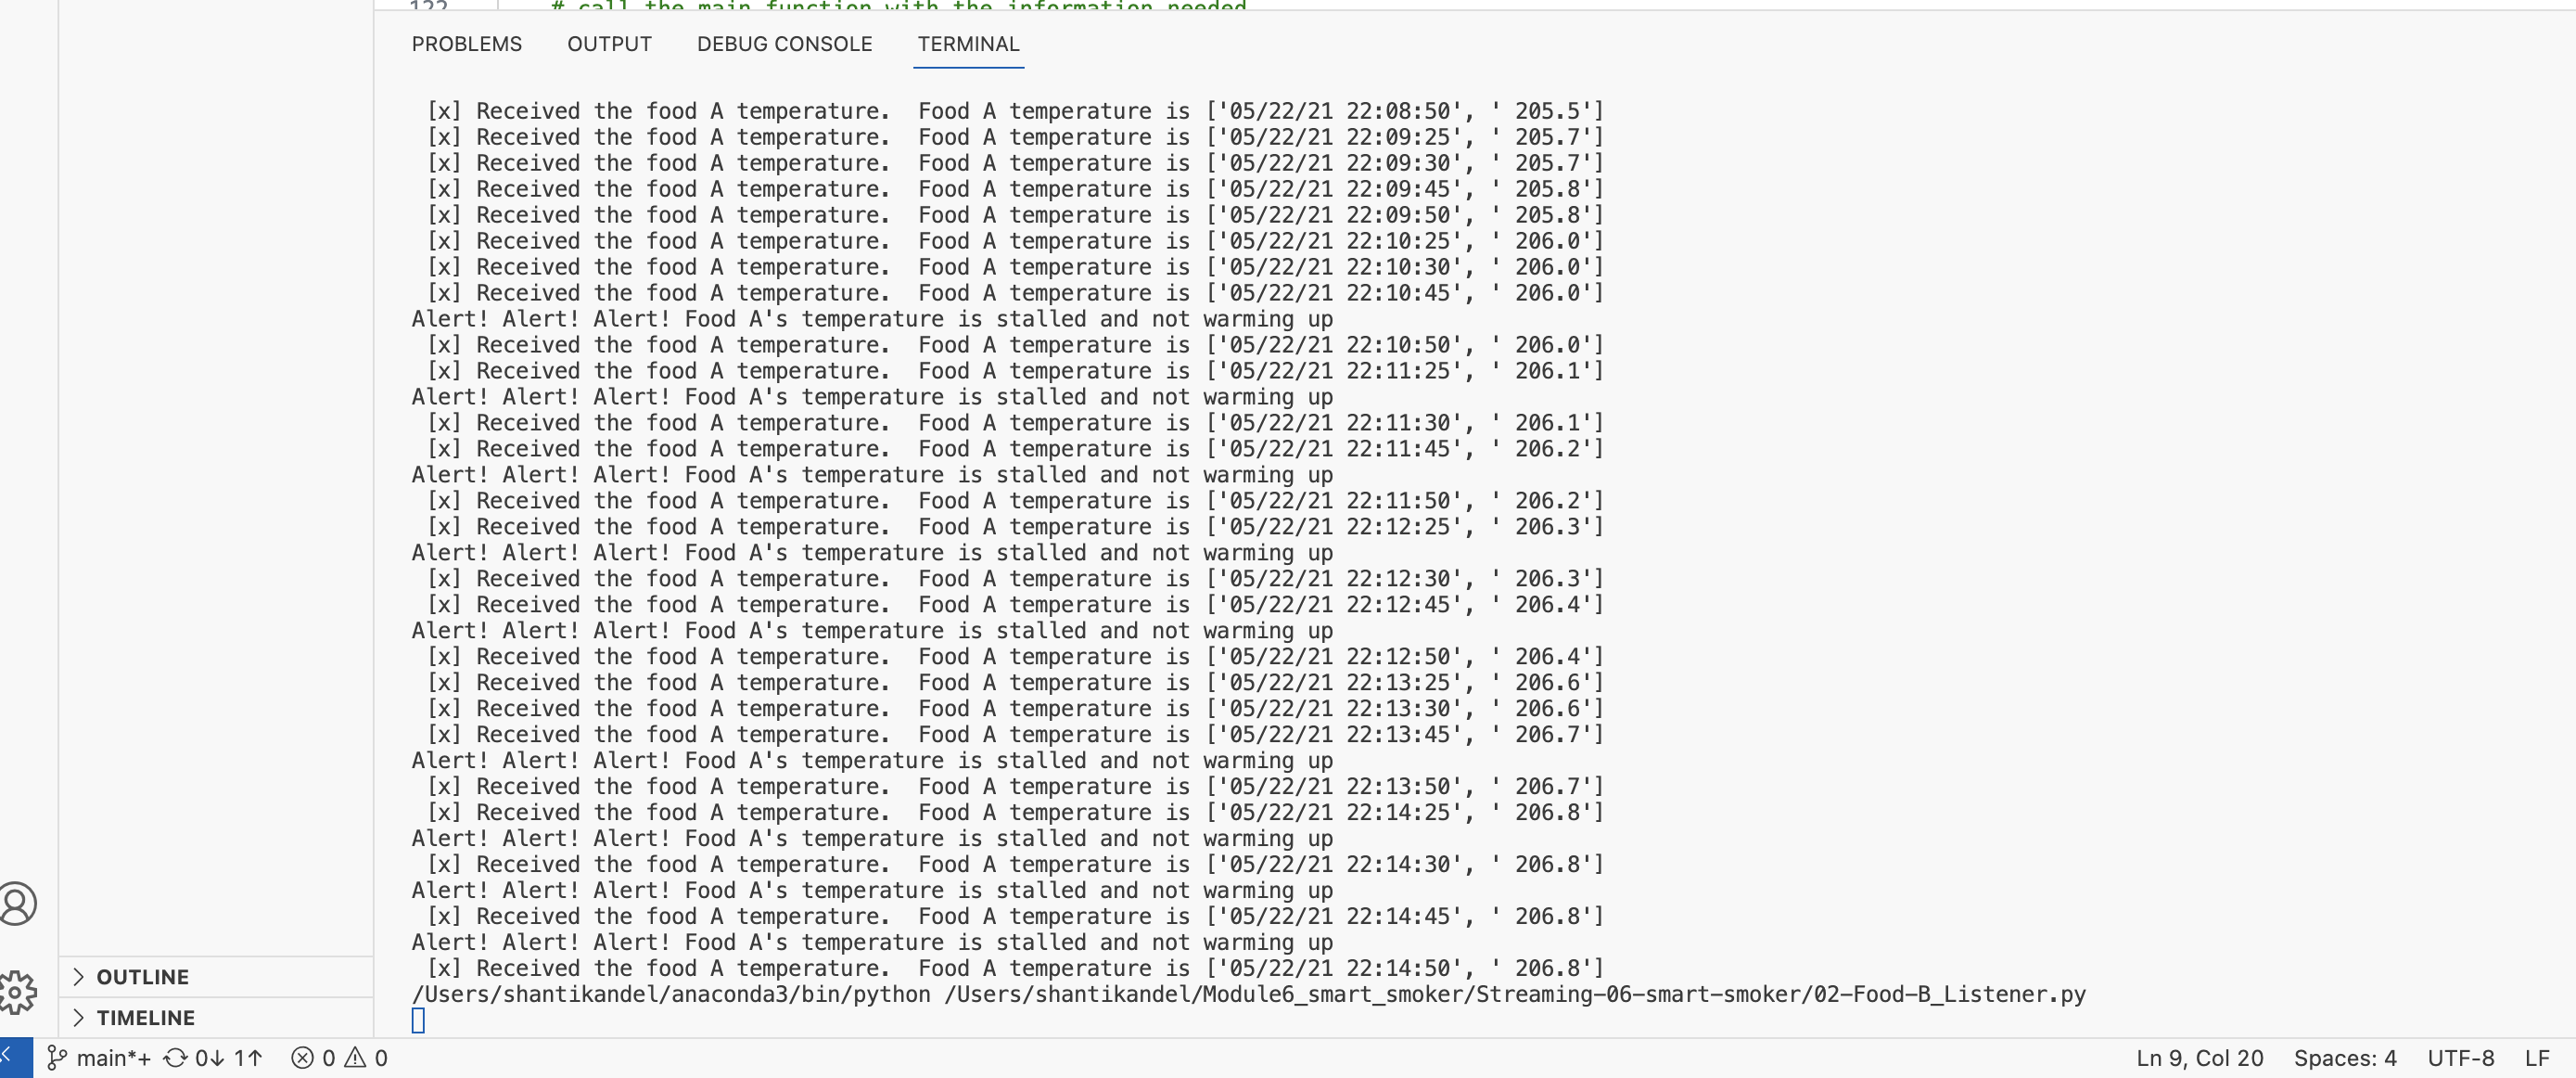 122 # call the main function with the information needed
PROBLEMS OUTPUT DEBUG CONSOLE TERMINAL
[x] Received the food A temperature.  Food A temperature is ['05/22/21 22:08:50', ' 205.5']
[x] Received the food A temperature.  Food A temperature is ['05/22/21 22:09:25', ' 205.7']
[x] Received the food A temperature.  Food A temperature is ['05/22/21 22:09:30', ' 205.7']
[x] Received the food A temperature.  Food A temperature is ['05/22/21 22:09:45', ' 205.8']
[x] Received the food A temperature.  Food A temperature is ['05/22/21 22:09:50', ' 205.8']
[x] Received the food A temperature.  Food A temperature is ['05/22/21 22:10:25', ' 206.0']
[x] Received the food A temperature.  Food A temperature is ['05/22/21 22:10:30', ' 206.0']
[x] Received the food A temperature.  Food A temperature is ['05/22/21 22:10:45', ' 206.0']
Alert! Alert! Alert! Food A's temperature is stalled and not warming up
[x] Received the food A temperature.  Food A temperature is ['05/22/21 22:10:50', ' 206.0']
[x] Received the food A temperature.  Food A temperature is ['05/22/21 22:11:25', ' 206.1']
Alert! Alert! Alert! Food A's temperature is stalled and not warming up
[x] Received the food A temperature.  Food A temperature is ['05/22/21 22:11:30', ' 206.1']
[x] Received the food A temperature.  Food A temperature is ['05/22/21 22:11:45', ' 206.2']
Alert! Alert! Alert! Food A's temperature is stalled and not warming up
[x] Received the food A temperature.  Food A temperature is ['05/22/21 22:11:50', ' 206.2']
[x] Received the food A temperature.  Food A temperature is ['05/22/21 22:12:25', ' 206.3']
Alert! Alert! Alert! Food A's temperature is stalled and not warming up
[x] Received the food A temperature.  Food A temperature is ['05/22/21 22:12:30', ' 206.3']
[x] Received the food A temperature.  Food A temperature is ['05/22/21 22:12:45', ' 206.4']
Alert! Alert! Alert! Food A's temperature is stalled and not warming up
[x] Received the food A temperature.  Food A temperature is ['05/22/21 22:12:50', ' 206.4']
[x] Received the food A temperature.  Food A temperature is ['05/22/21 22:13:25', ' 206.6']
[x] Received the food A temperature.  Food A temperature is ['05/22/21 22:13:30', ' 206.6']
[x] Received the food A temperature.  Food A temperature is ['05/22/21 22:13:45', ' 206.7']
Alert! Alert! Alert! Food A's temperature is stalled and not warming up
[x] Received the food A temperature.  Food A temperature is ['05/22/21 22:13:50', ' 206.7']
[x] Received the food A temperature.  Food A temperature is ['05/22/21 22:14:25', ' 206.8']
Alert! Alert! Alert! Food A's temperature is stalled and not warming up
[x] Received the food A temperature.  Food A temperature is ['05/22/21 22:14:30', ' 206.8']
Alert! Alert! Alert! Food A's temperature is stalled and not warming up
[x] Received the food A temperature.  Food A temperature is ['05/22/21 22:14:45', ' 206.8']
Alert! Alert! Alert! Food A's temperature is stalled and not warming up
[x] Received the food A temperature.  Food A temperature is ['05/22/21 22:14:50', ' 206.8']
/Users/shantikandel/anaconda3/bin/python /Users/shantikandel/Module6_smart_smoker/Streaming-06-smart-smoker/02-Food-B_Listener.py
OUTLINE
TIMELINE
main*+ 0↓ 1↑ 0 0 Ln 9, Col 20 Spaces: 4 UTF-8 LF